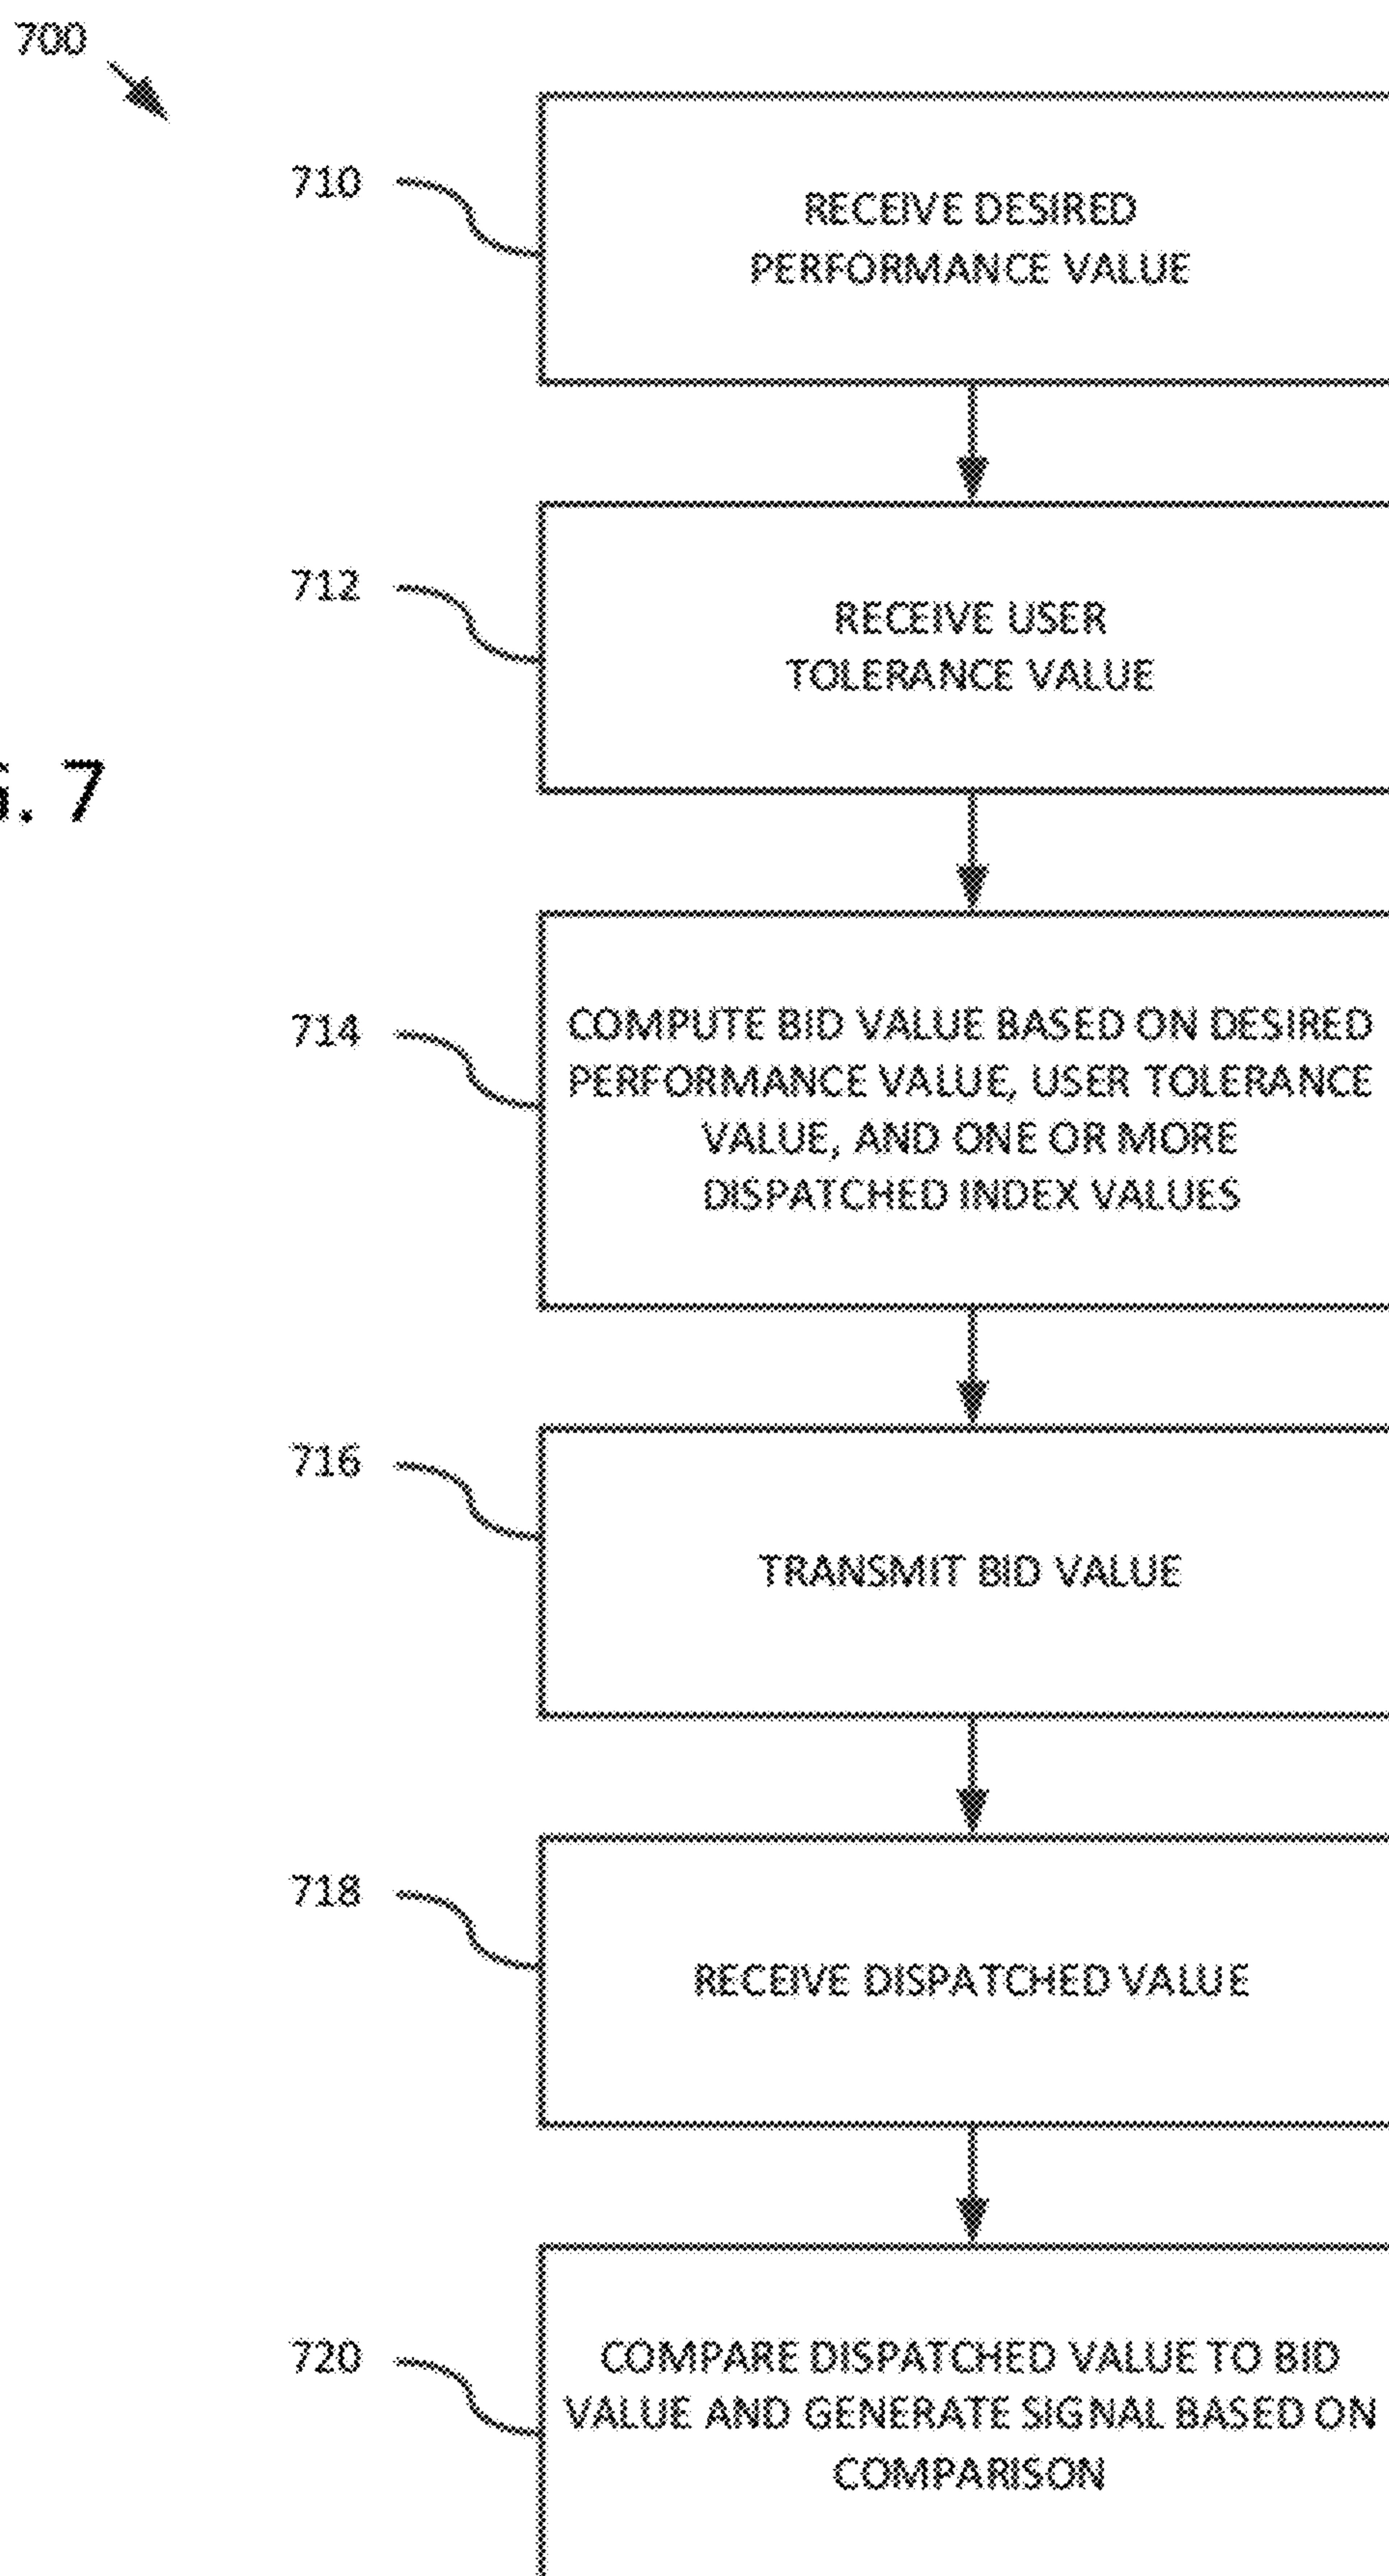 700
710
RECEIVE DESIRED
PERFORMANCE VALUE
712
RECEIVE USER
TOLERANCE VALUE
. 7
714
COMPUTE BID VALUE BASED ON DESIRED
PERFORMANCE VALUE, USER TOLERANCE
VALUE, AND ONE OR MORE
DISPATCHED INDEX VALUES
716
TRANSMIT BID VALUE
718
RECEIVE DISPATCHED VALUE
720
COMPARE DISPATCHED VALUE TO BID
VALUE AND GENERATE SIGNAL BASED ON
COMPARISON